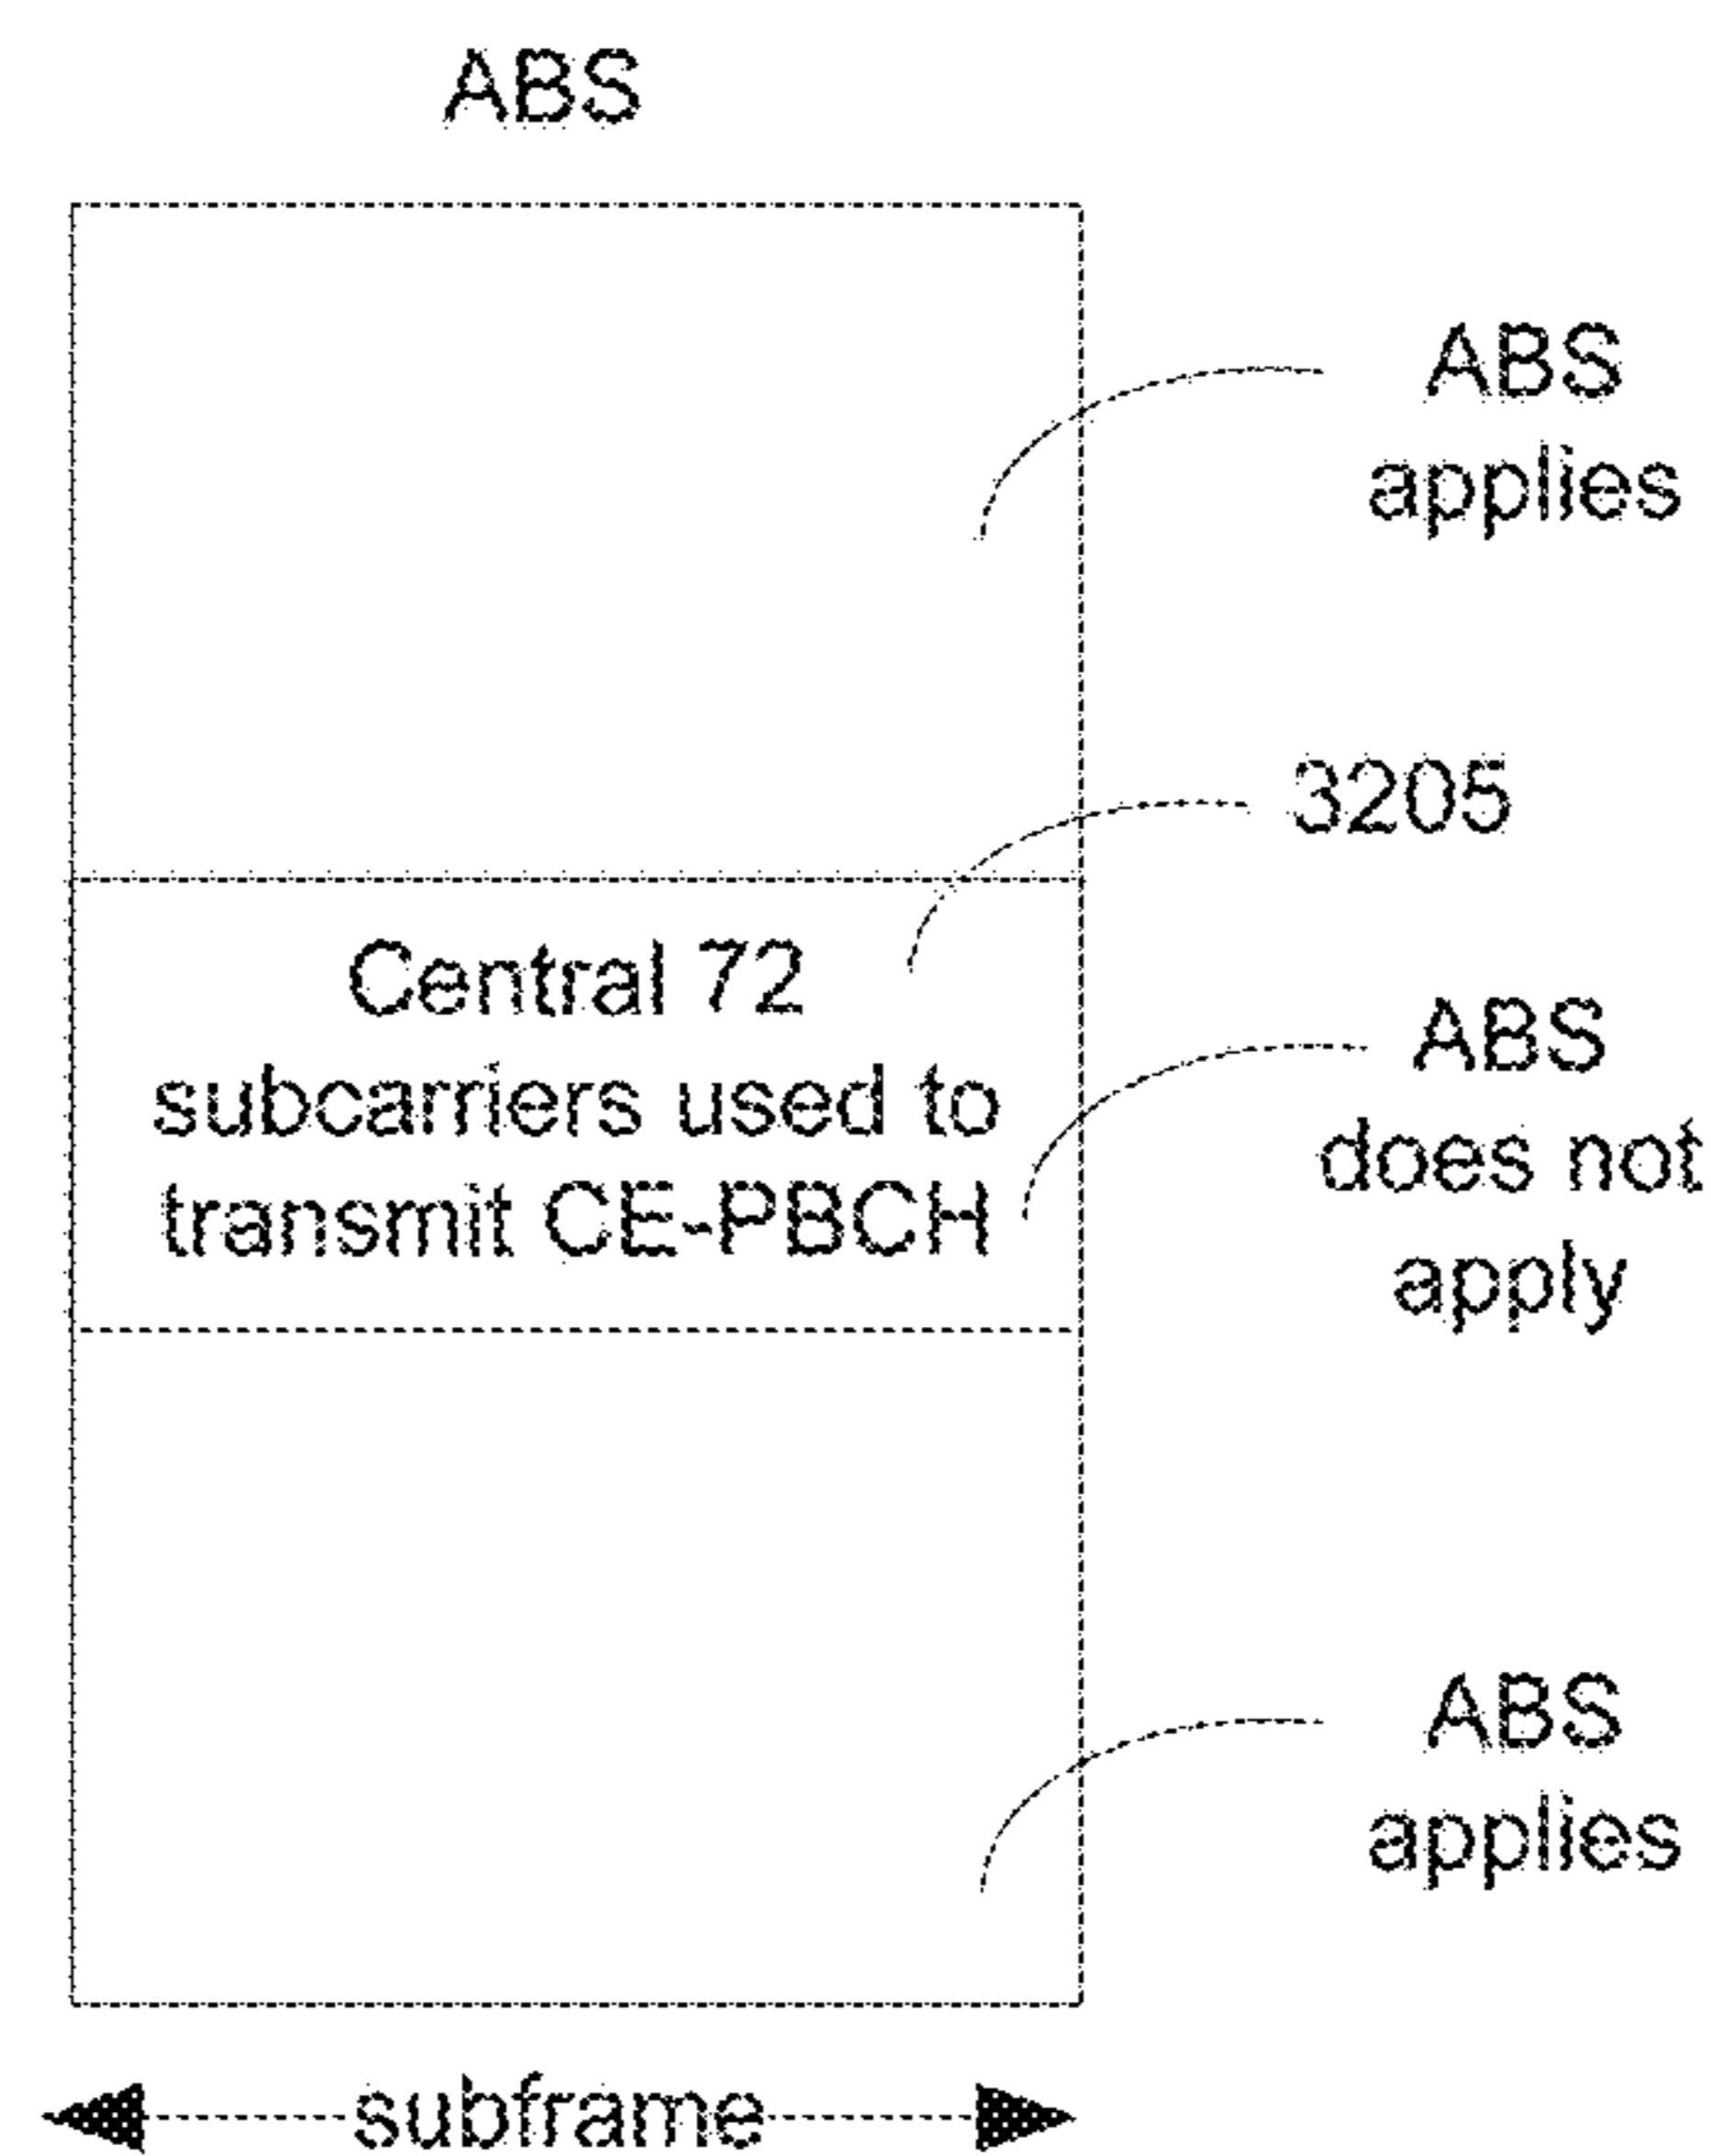 ABS
ABS
applies
3205
Central 72
subcarriers used to
transmit CE-PBCH
ABS
does not
apply
ABS
applies
subframe